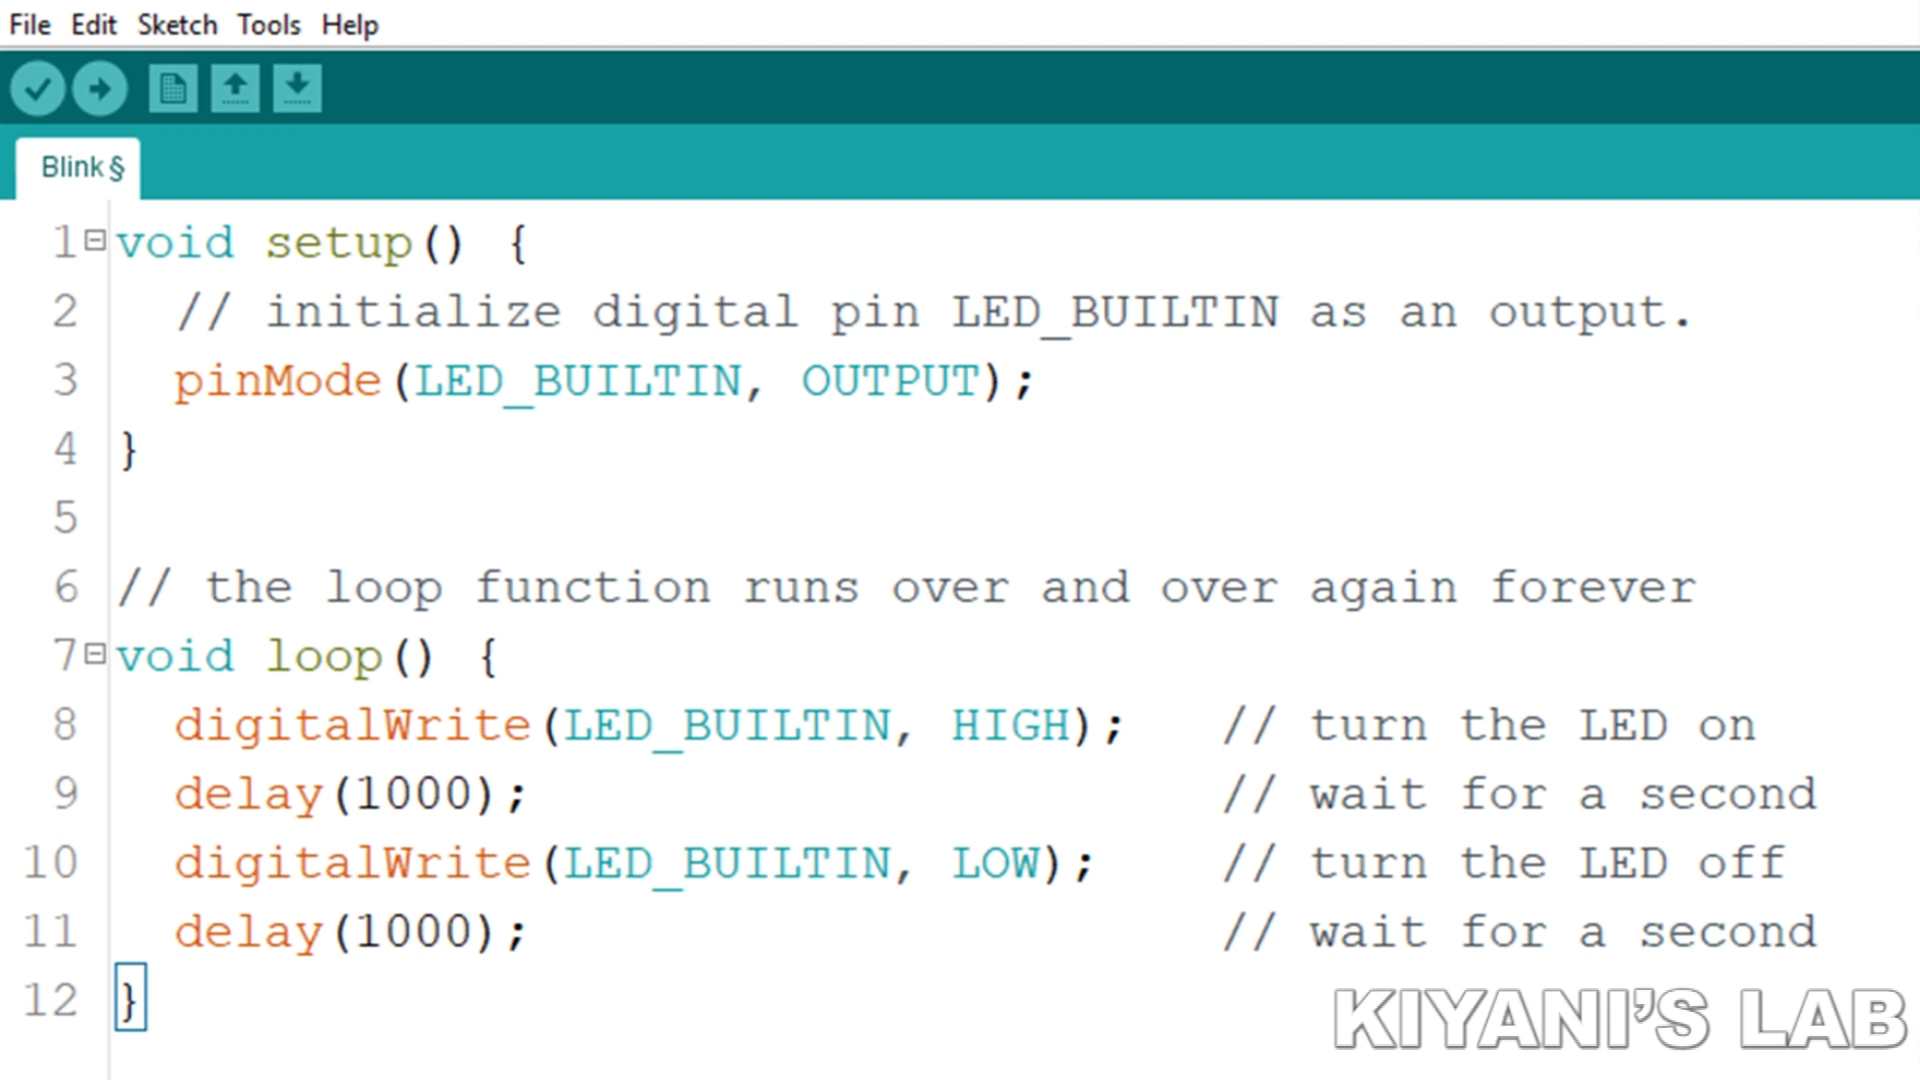 File Edit Sketch Tools Help
Blink §
1 void setup() {
2   // initialize digital pin LED_BUILTIN as an output.
3   pinMode(LED_BUILTIN, OUTPUT);
4 }
5
6 // the loop function runs over and over again forever
7 void loop() {
8   digitalWrite(LED_BUILTIN, HIGH);   // turn the LED on
9   delay(1000);                       // wait for a second
10   digitalWrite(LED_BUILTIN, LOW);    // turn the LED off
11   delay(1000);                       // wait for a second
12 }
KIYANI'S LAB